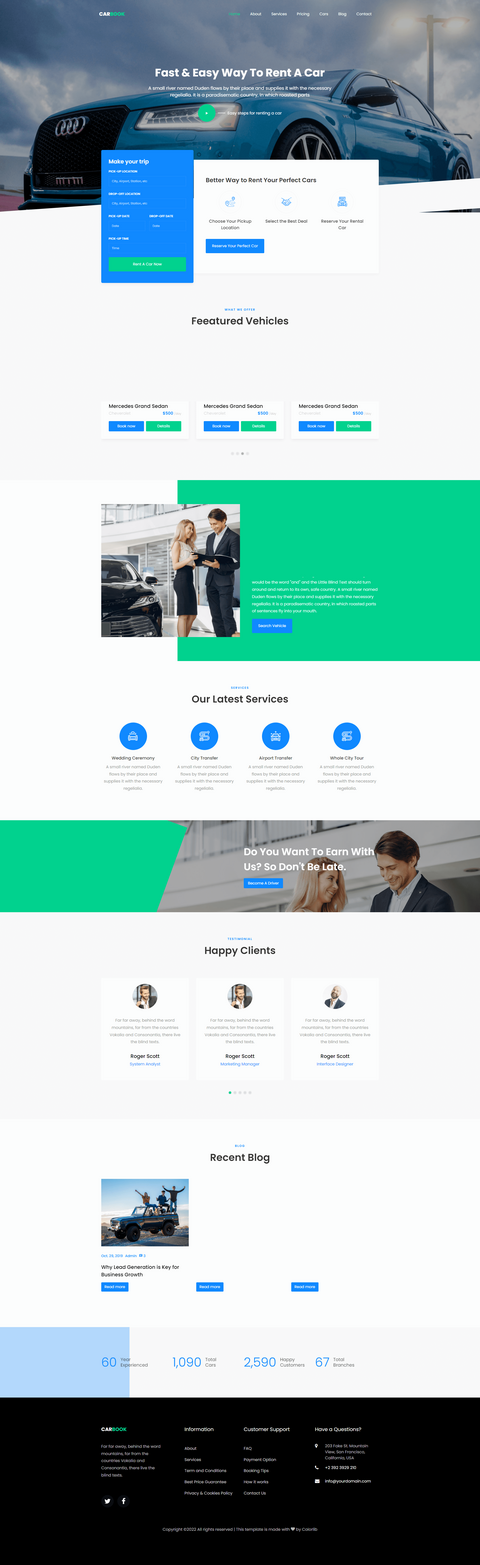 CARBOOK
Home About Services Pricing Cars Blog Contact
Fast & Easy Way To Rent A Car
A small river named Duden flows by their place and supplies it with the necessary
regelialia. It is a paradisematic country, in which roasted parts
Easy steps for renting a car
Make your trip
PICK-UP LOCATION
City, Airport, Station, etc
DROP-OFF LOCATION
City, Airport, Station, etc
PICK-UP DATE DROP-OFF DATE
Date Date
PICK-UP TIME
Time
Rent A Car Now
Better Way to Rent Your Perfect Cars
Choose Your Pickup
Location
Select the Best Deal
Reserve Your Rental
Car
Reserve Your Perfect Car
WHAT WE OFFER
Feeatured Vehicles
Mercedes Grand Sedan
$500
Book now Details
Mercedes Grand Sedan
$500
Book now Details
Mercedes Grand Sedan
$500
Book now Details
would be the word "and" and the Little Blind Text should turn
around and return to its own, safe country. A small river named
Duden flows by their place and supplies it with the necessary
regelialia. It is a paradisematic country, in which roasted parts
of sentences fly into your mouth.
Search Vehicle
SERVICES
Our Latest Services
Wedding Ceremony
A small river named Duden
flows by their place and
supplies it with the necessary
regelialia.
City Transfer
A small river named Duden
flows by their place and
supplies it with the necessary
regelialia.
Airport Transfer
A small river named Duden
flows by their place and
supplies it with the necessary
regelialia.
Whole City Tour
A small river named Duden
flows by their place and
supplies it with the necessary
regelialia.
Do You Want To Earn With
Us? So Don't Be Late.
Become A Driver
TESTIMONIAL
Happy Clients
Far far away, behind the word
mountains, far from the countries
Vokalia and Consonantia, there live
the blind texts.
Roger Scott
System Analyst
Far far away, behind the word
mountains, far from the countries
Vokalia and Consonantia, there live
the blind texts.
Roger Scott
Marketing Manager
Far far away, behind the word
mountains, far from the countries
Vokalia and Consonantia, there live
the blind texts.
Roger Scott
Interface Designer
BLOG
Recent Blog
Oct. 29, 2019 Admin 3
Why Lead Generation is Key for
Business Growth
Read more Read more Read more
60 Year
Experienced
1,090 Total
Cars
2,590 Happy
Customers
67 Total
Branches
CARBOOK
Far far away, behind the word
mountains, far from the
countries Vokalia and
Consonantia, there live the
blind texts.
Information
About
Services
Term and Conditions
Best Price Guarantee
Privacy & Cookies Policy
Customer Support
FAQ
Payment Option
Booking Tips
How it works
Contact Us
Have a Questions?
203 Fake St. Mountain
View, San Francisco,
California, USA
+2 392 3929 210
info@yourdomain.com
Copyright ©2022 All rights reserved | This template is made with by Colorlib